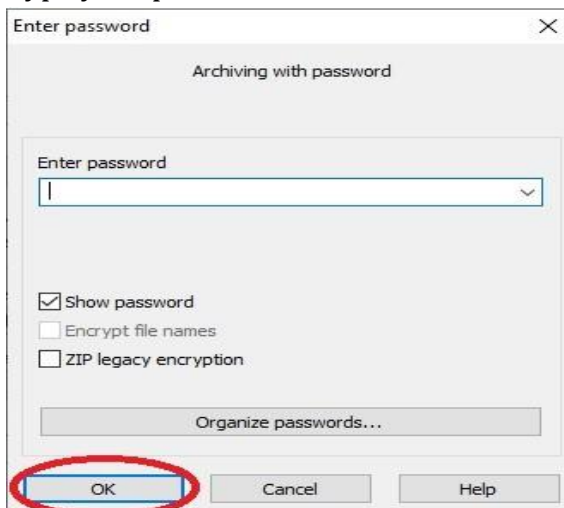 Enter password
Archiving with password
Enter password
Show password
Encrypt file names
ZIP legacy encryption
Organize passwords...
OK Cancel Help